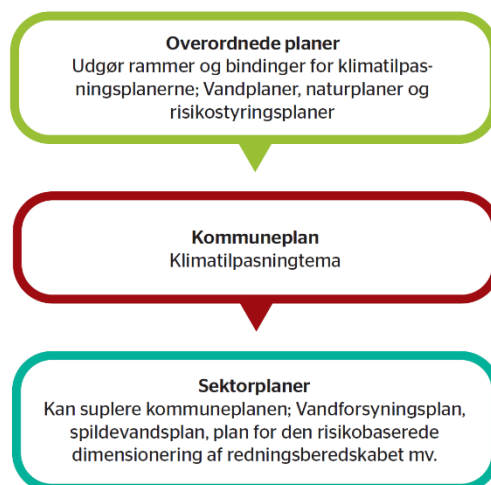 Overordnede planer
Udgør rammer og bindinger for klimatilpas-
ningsplanerne; Vandplaner, naturplaner og
risikostyringsplaner
Kommuneplan
Klimatilpasningtema
Sektorplaner
Kan suplere kommuneplanen; Vandforsyningsplan,
spildevandsplan, plan for den risikobaserede
dimensionering af redningsberedskabet mv.